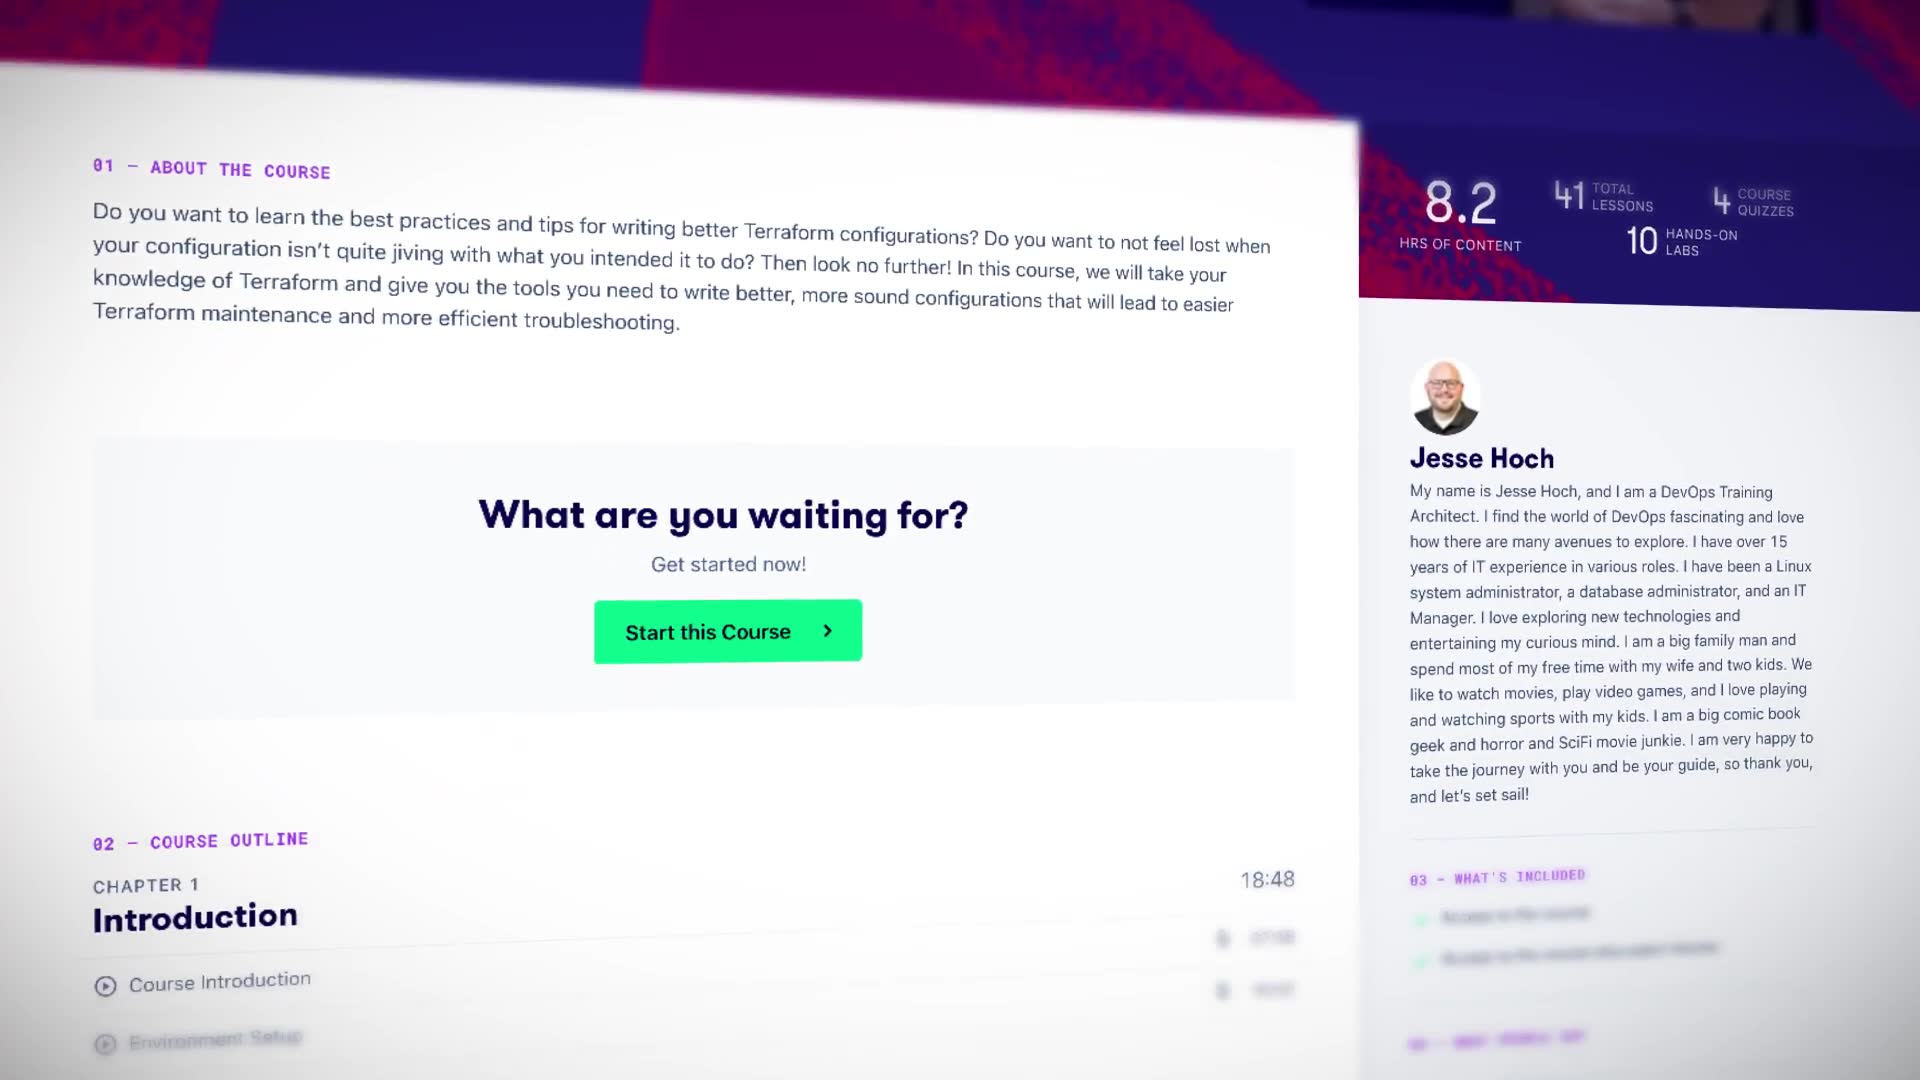 01 — ABOUT THE COURSE
Do you want to learn the best practices and tips for writing better Terraform configurations? Do you want to not feel lost when
your configuration isn't quite jiving with what you intended it to do? Then look no further! In this course, we will take your
knowledge of Terraform and give you the tools you need to write better, more sound configurations that will lead to easier
Terraform maintenance and more efficient troubleshooting.
What are you waiting for?
Get started now!
Start this Course
02 — COURSE OUTLINE
CHAPTER 1
18:48
Introduction
Course Introduction
Environment Setup
8.2
HRS OF CONTENT
41 TOTAL LESSONS
4 COURSE QUIZZES
10 HANDS-ON LABS
Jesse Hoch
My name is Jesse Hoch, and I am a DevOps Training
Architect. I find the world of DevOps fascinating and love
how there are many avenues to explore. I have over 15
years of IT experience in various roles. I have been a Linux
system administrator, a database administrator, and an IT
Manager. I love exploring new technologies and
entertaining my curious mind. I am a big family man and
spend most of my free time with my wife and two kids. We
like to watch movies, play video games, and I love playing
and watching sports with my kids. I am a big comic book
geek and horror and SciFi movie junkie. I am very happy to
take the journey with you and be your guide, so thank you,
and let's set sail!
03 — WHAT'S INCLUDED
Access to the course